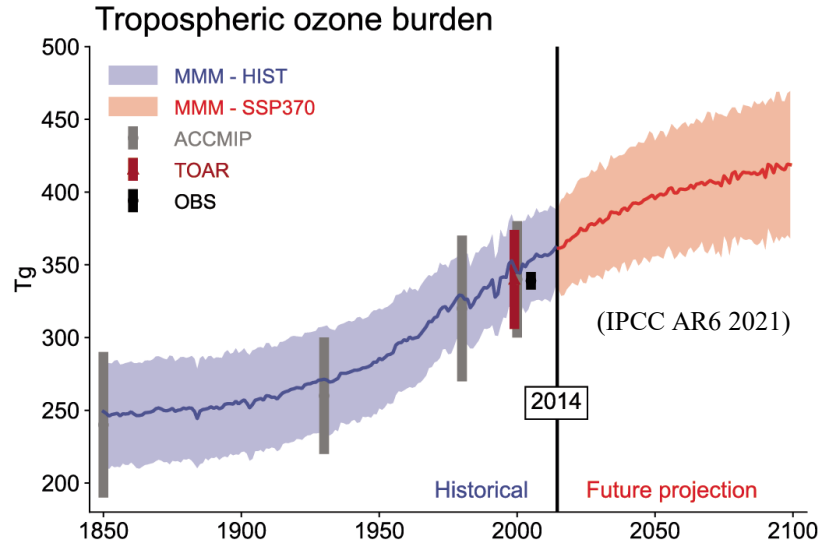 Tropospheric ozone burden
500
450
400
350
300
250
200
Tg
MMM - HIST
MMM - SSP370
ACCMIP
TOAR
OBS
(IPCC AR6 2021)
2014
Historical
Future projection
1850
1900
1950
2000
2050
2100